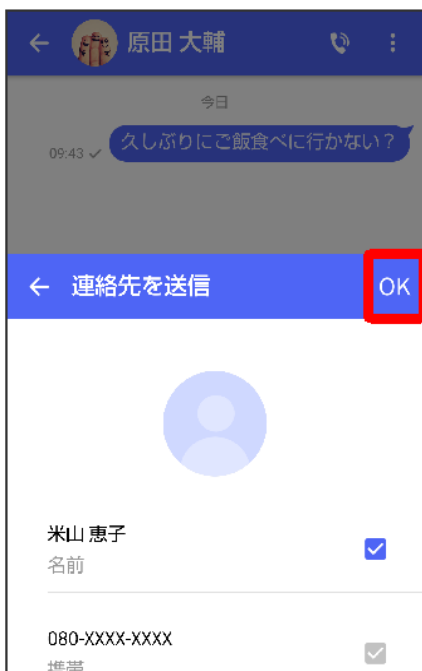 原田 大輔
今日
久しぶりにご飯食べに行かない？
09:43
連絡先を送信
OK
米山 恵子
名前
080-XXXX-XXXX
携帯